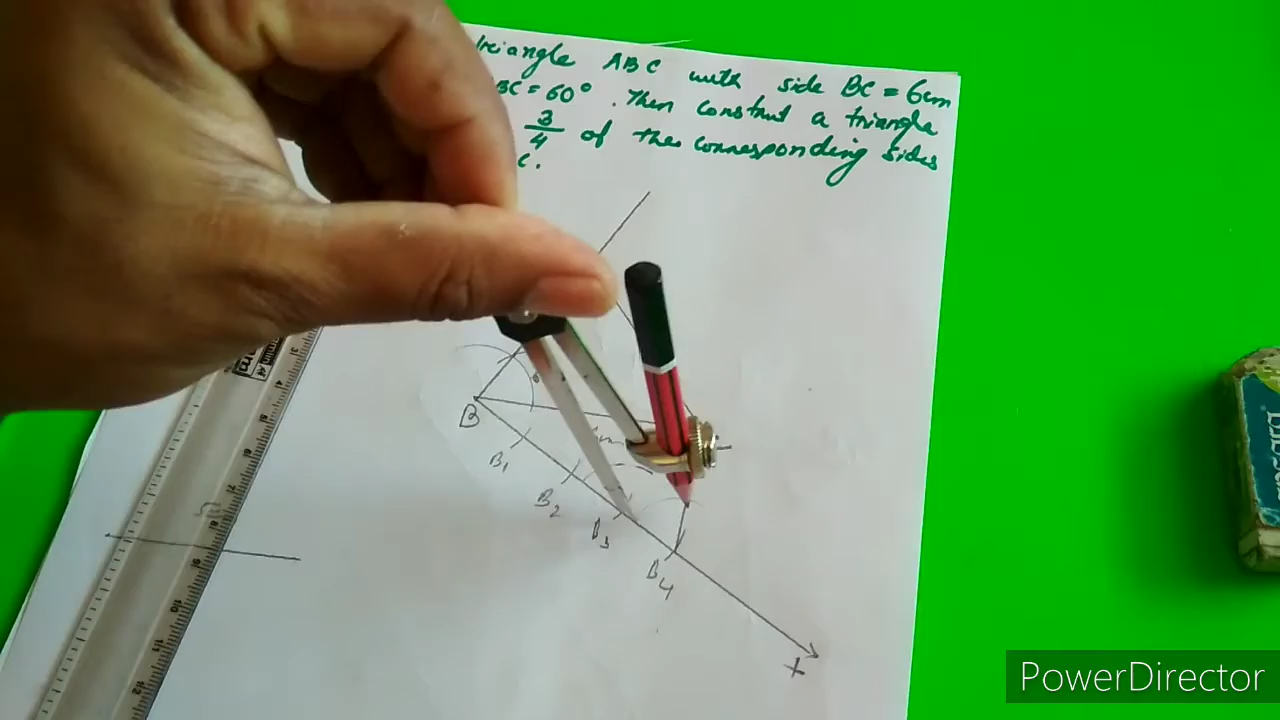 triangle ABC with side BC = 6cm
BC = 60°. Then construct a triangle
3/4 of the corresponding sides
C.
B
B1
B2
B3
B4
X
PowerDirector